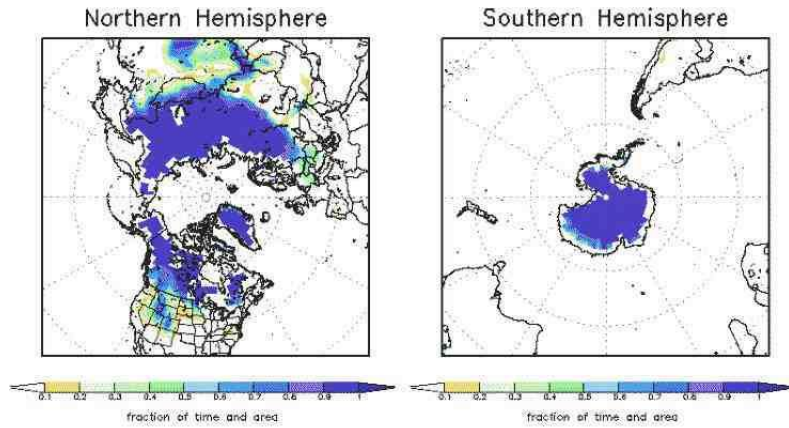 Northern Hemisphere
Southern Hemisphere
0.1 0.2 0.3 0.4 0.5 0.6 0.7 0.8 0.9 1
0.1 0.2 0.3 0.4 0.5 0.6 0.7 0.8 0.9 1
fraction of time and area
fraction of time and area